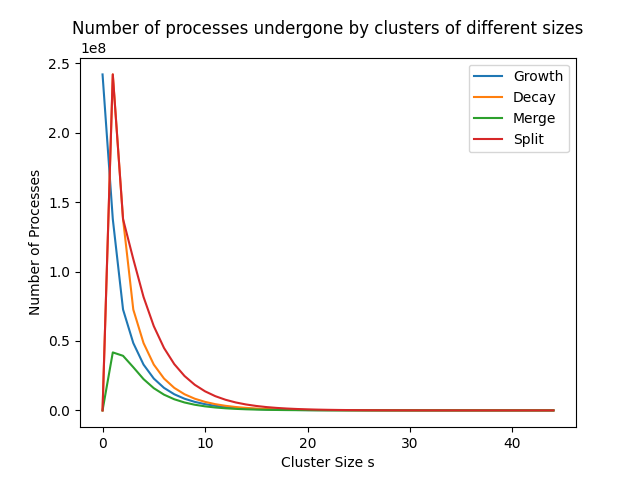 Number of processes undergone by clusters of different sizes
1e8
2.5
2.0
1.5
1.0
0.5
0.0
Number of Processes
Growth
Decay
Merge
Split
0 10 20 30 40
Cluster Size s